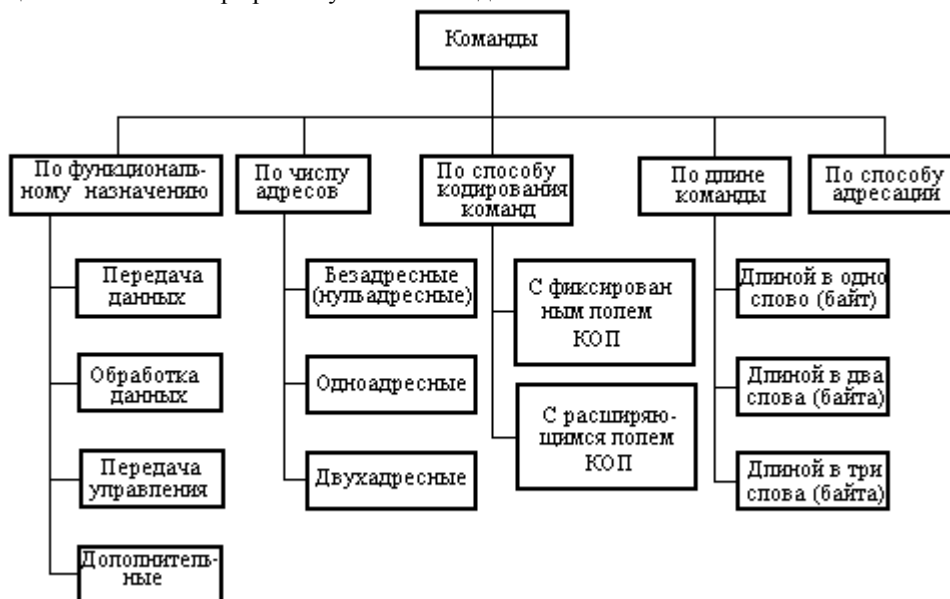 Команды
По функциональ-
ному назначению
По числу
адресов
По способу
кодирования
команд
По длине
команды
По способу
адресации
Передача
данных
Обработка
данных
Передача
управления
Дополнитель-
ные
Безадресные
(нульадресные)
Одноадресные
Двухадресные
С фиксирован
ным полем
КОП
С расширяю-
щимся полем
КОП
Длиной в одно
слово (байт)
Длиной в два
слова (байта)
Длиной в три
слова (байта)